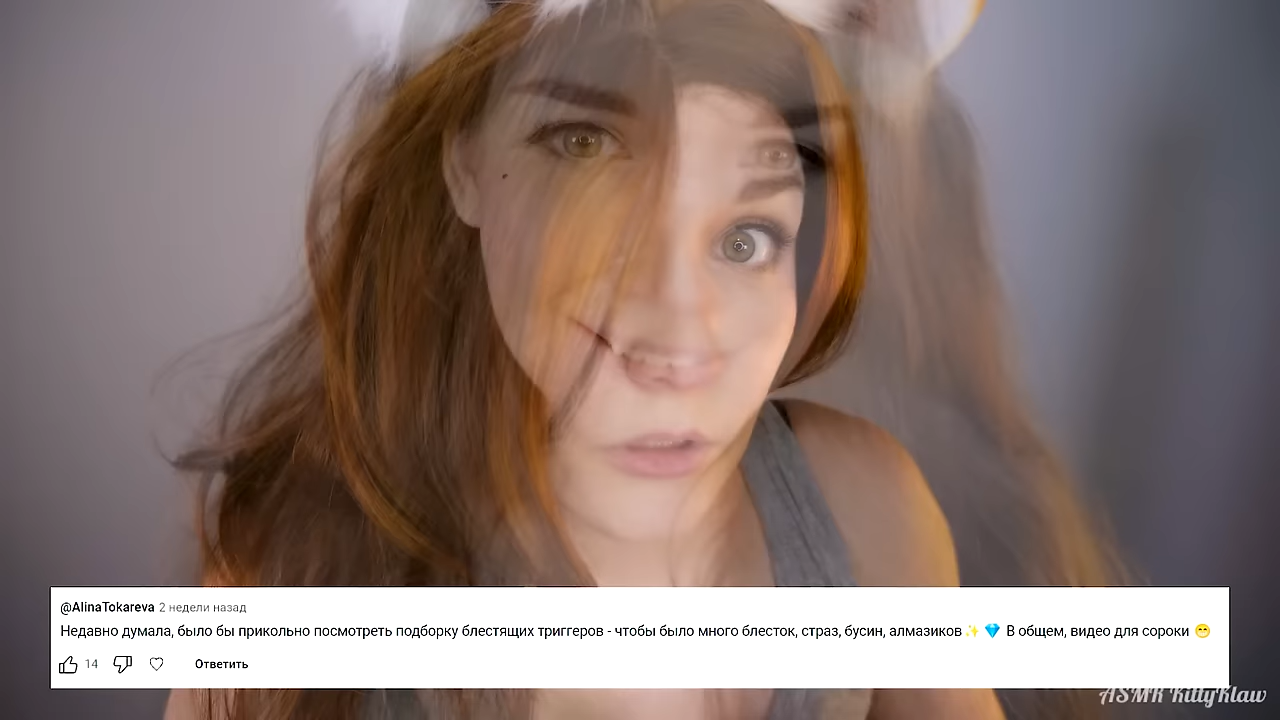 @AlinaTokareva 2 недели назад
Недавно думала, было бы прикольно посмотреть подборку блестящих триггеров - чтобы было много блесток, страз, бусин, алмазиков✨ 💎 В общем, видео для сороки 😁
14 Ответить
ASMR KittyKlaw